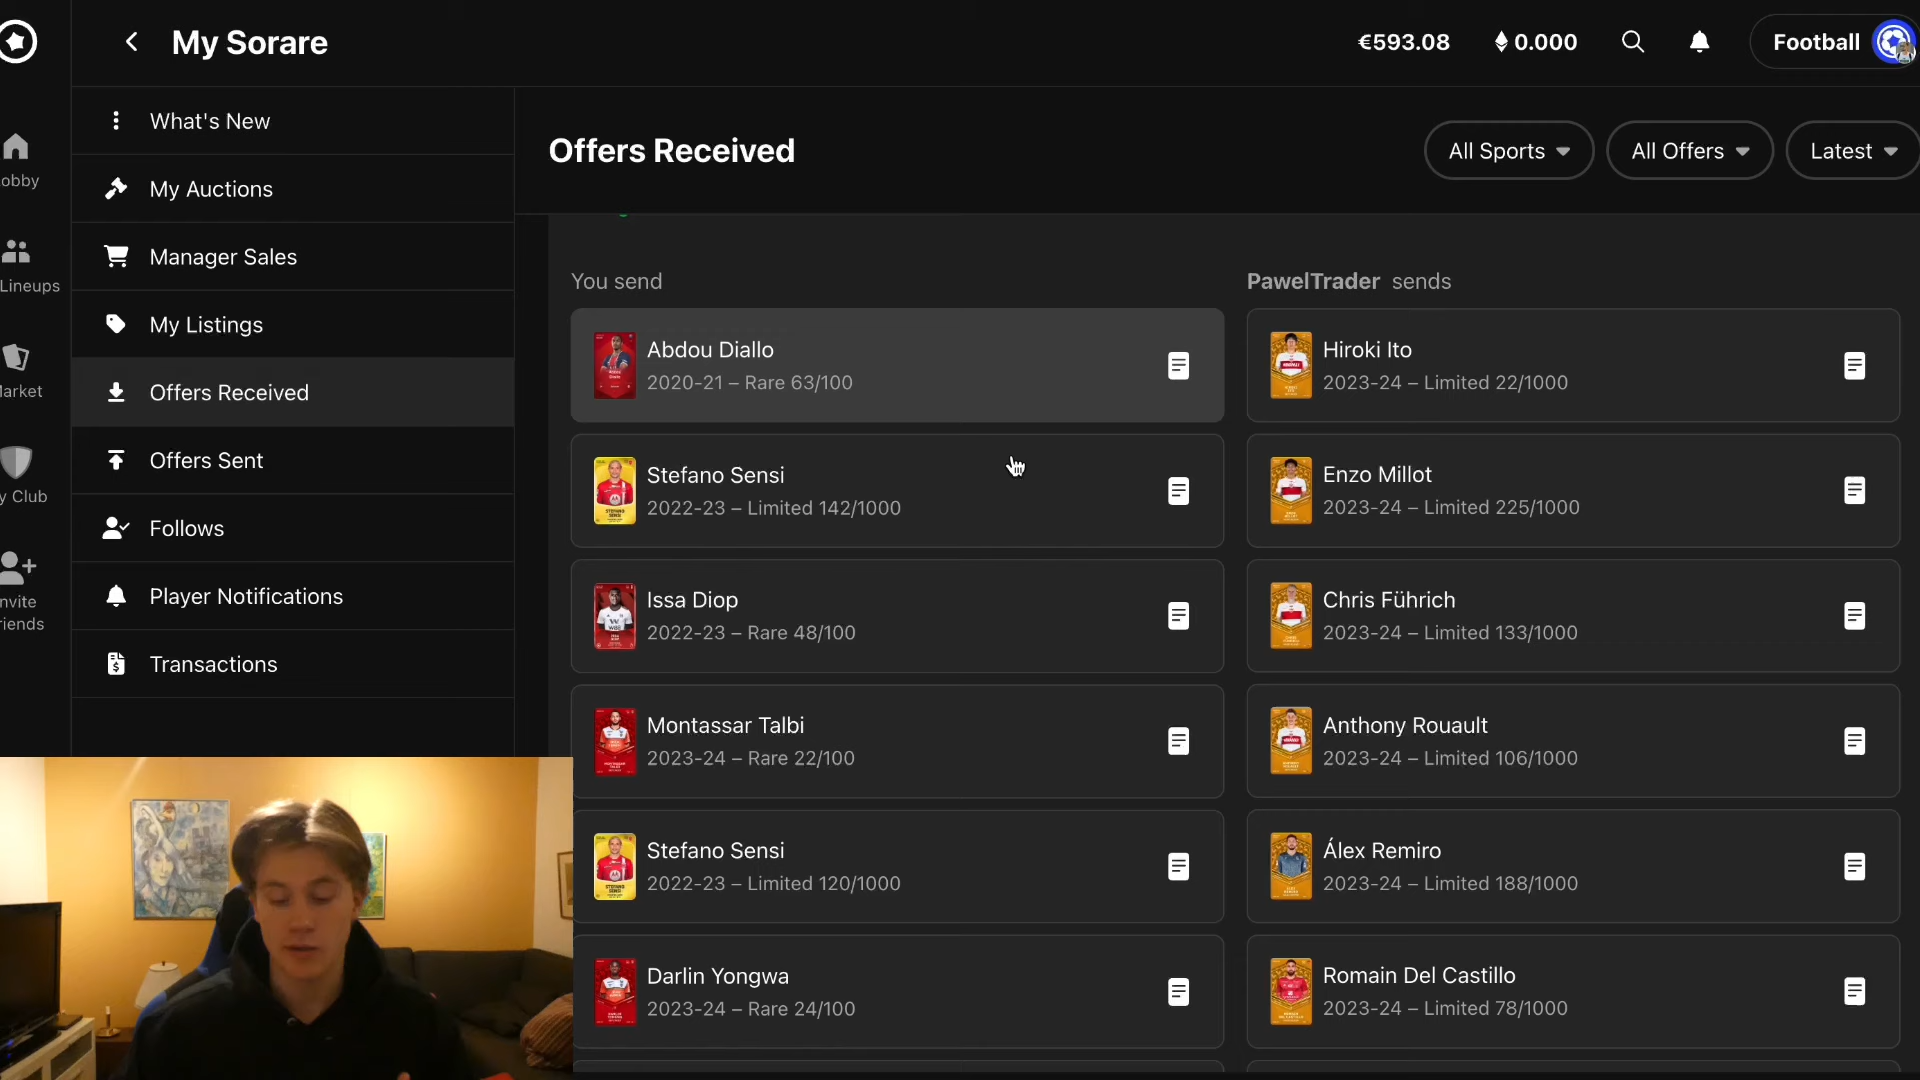 My Sorare
€593.08
0.000
Football
What's New
My Auctions
Manager Sales
My Listings
Offers Received
Offers Sent
Follows
Player Notifications
Transactions
obby
Lineups
arket
y Club
nvite
riends
Offers Received
All Sports
All Offers
Latest
You send
Abdou Diallo
2020-21 – Rare 63/100
Stefano Sensi
2022-23 – Limited 142/1000
Issa Diop
2022-23 – Rare 48/100
Montassar Talbi
2023-24 – Rare 22/100
Stefano Sensi
2022-23 – Limited 120/1000
Darlin Yongwa
2023-24 – Rare 24/100
PawelTrader sends
Hiroki Ito
2023-24 – Limited 22/1000
Enzo Millot
2023-24 – Limited 225/1000
Chris Führich
2023-24 – Limited 133/1000
Anthony Rouault
2023-24 – Limited 106/1000
Álex Remiro
2023-24 – Limited 188/1000
Romain Del Castillo
2023-24 – Limited 78/1000